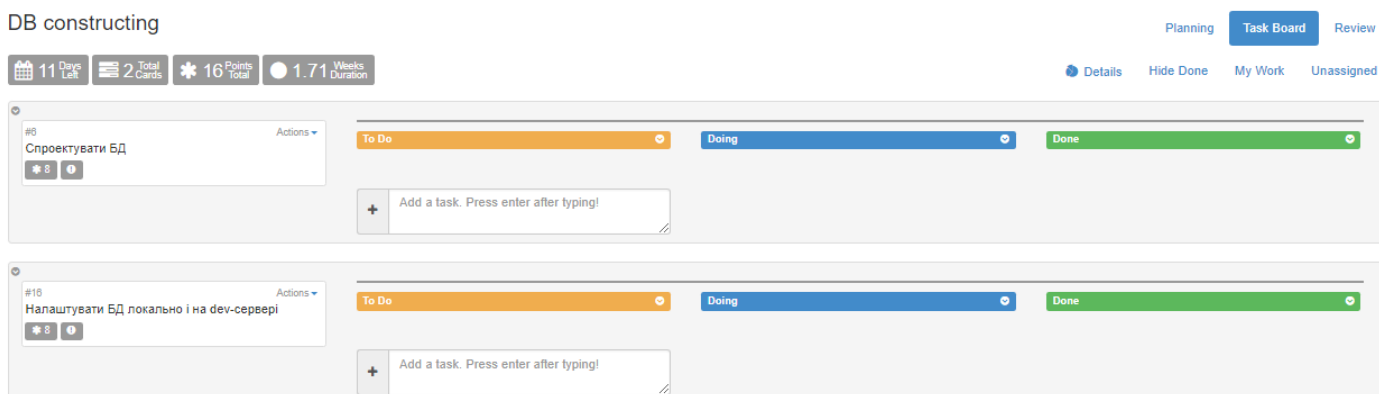 DB constructing
Planning Task Board Review
11 Days Left 2 Total Cards 16 Points Total 1.71 Weeks Duration
Details Hide Done My Work Unassigned
#6 Actions
Спроектувати БД
8
To Do Doing Done
Add a task. Press enter after typing!
#16 Actions
Налаштувати БД локально і на dev-сервері
8
To Do Doing Done
Add a task. Press enter after typing!